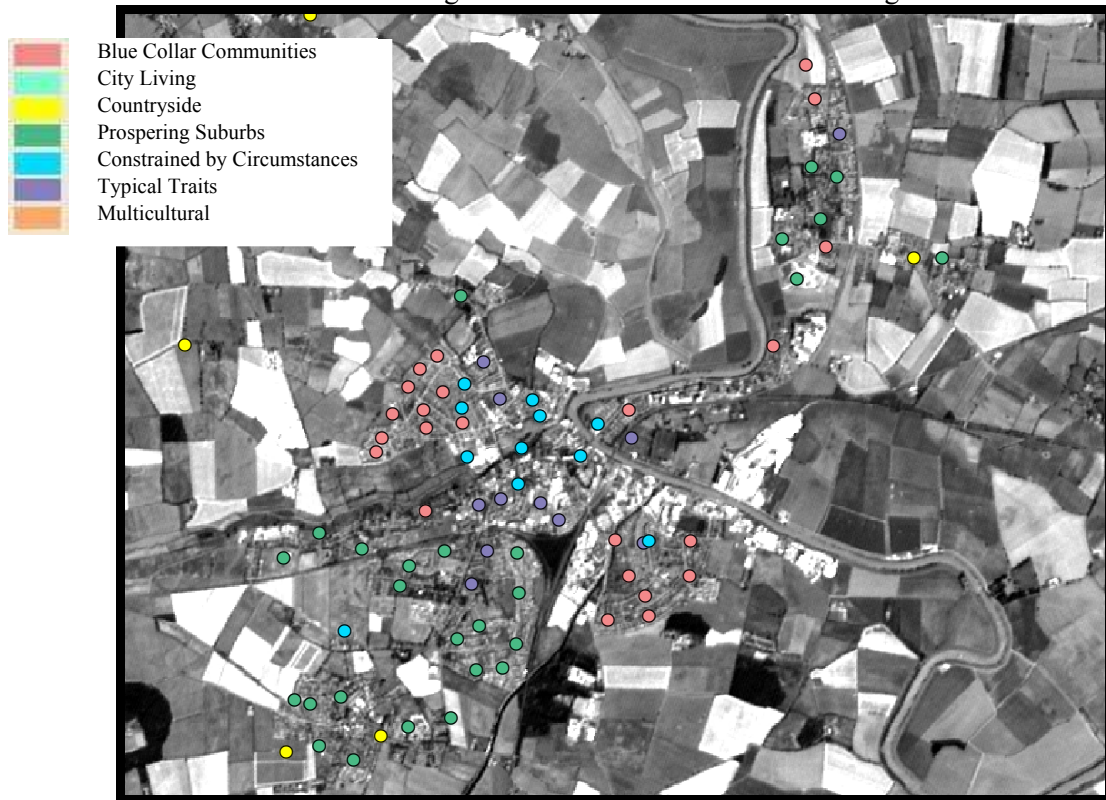 Blue Collar Communities
City Living
Countryside
Prospering Suburbs
Constrained by Circumstances
Typical Traits
Multicultural